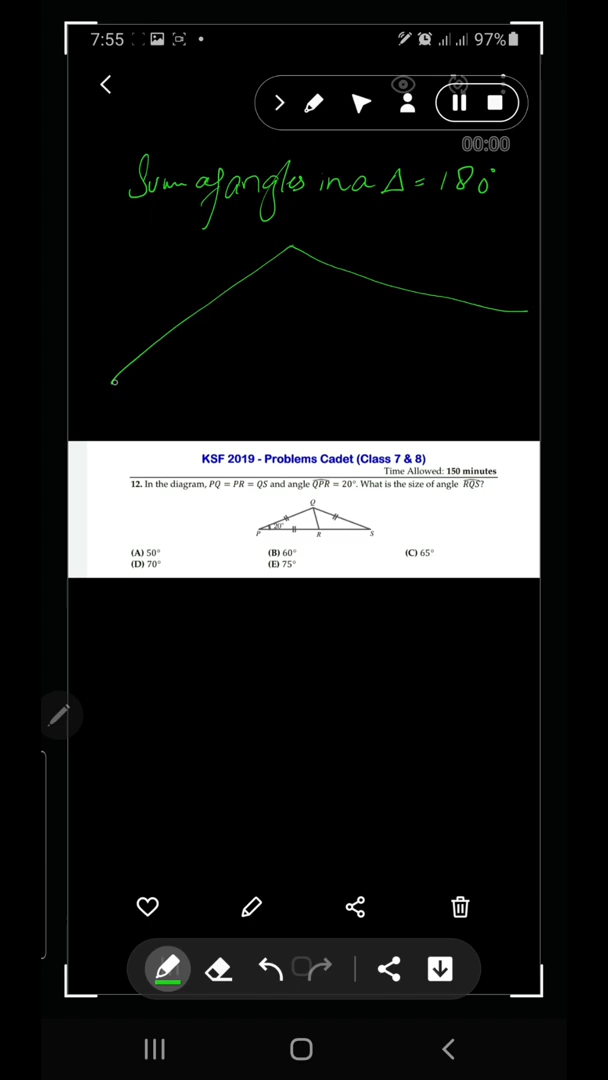 7:55
97%
00:00
Sum of angles in a Δ = 180°
KSF 2019 - Problems Cadet (Class 7 & 8)
Time Allowed: 150 minutes
12. In the diagram, PQ = PR = QS and angle QPR = 20°. What is the size of angle RQS?
Q
20°
P R S
(A) 50° (B) 60° (C) 65°
(D) 70° (E) 75°